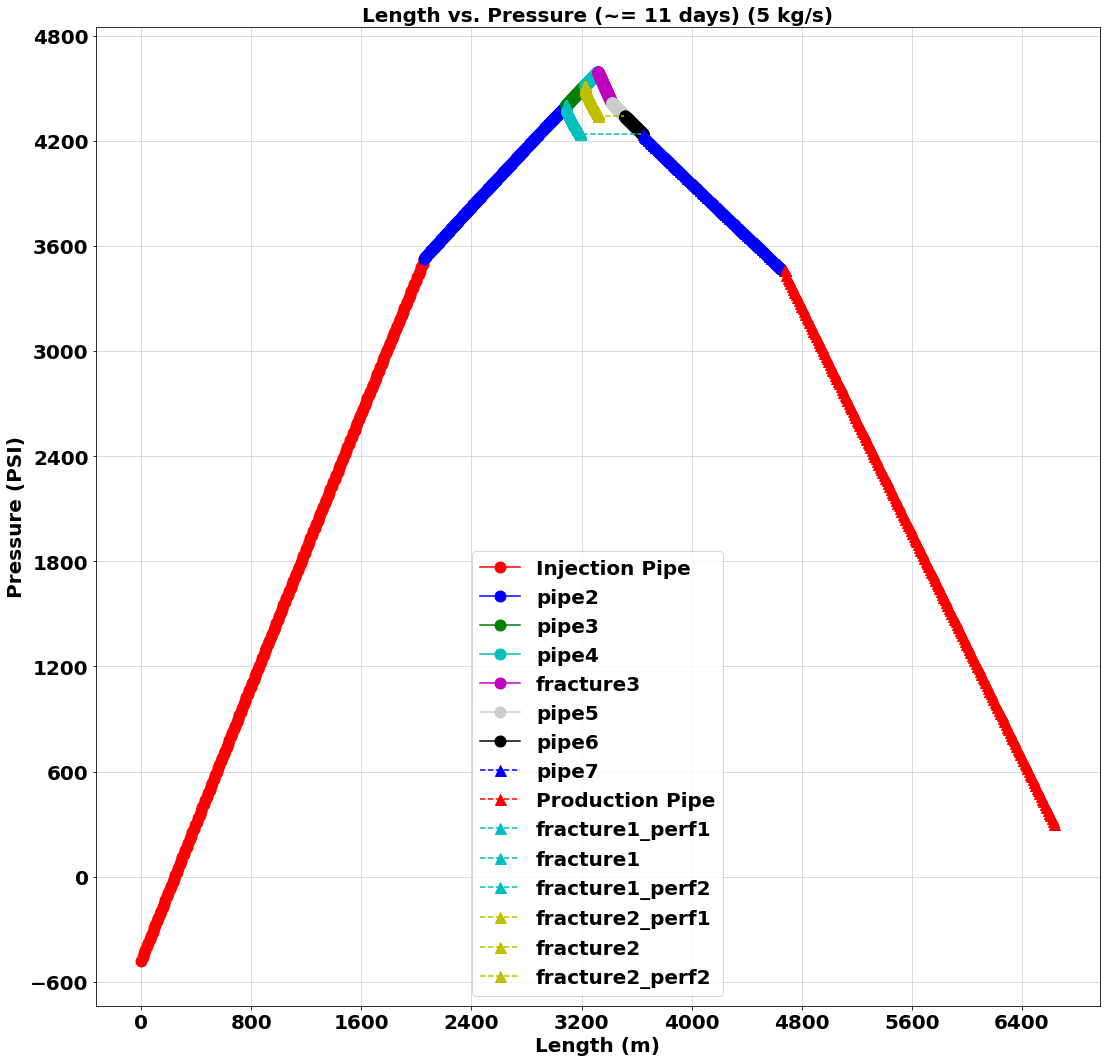 Length vs. Pressure (~= 11 days) (5 kg/s)
4800
4200
3600
3000
2400
1800
1200
600
0
−600
Pressure (PSI)
Injection Pipe
pipe2
pipe3
pipe4
fracture3
pipe5
pipe6
pipe7
Production Pipe
fracture1_perf1
fracture1
fracture1_perf2
fracture2_perf1
fracture2
fracture2_perf2
0 800 1600 2400 3200 4000 4800 5600 6400
Length (m)